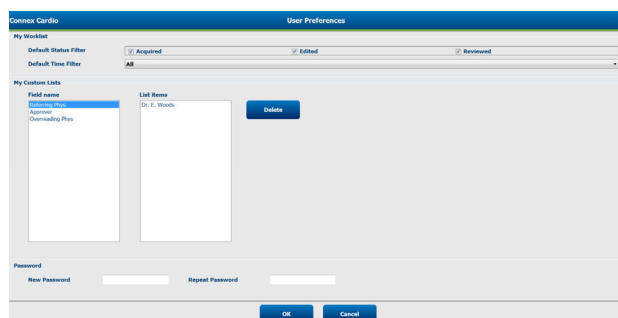 Connex Cardio User Preferences
My Worklist
Default Status Filter Acquired Edited Reviewed
Default Time Filter All
My Custom Lists
Field name List items
Referring Phys Dr. E. Woods Delete
Approver
Overreading Phys
Password
New Password Repeat Password
OK Cancel